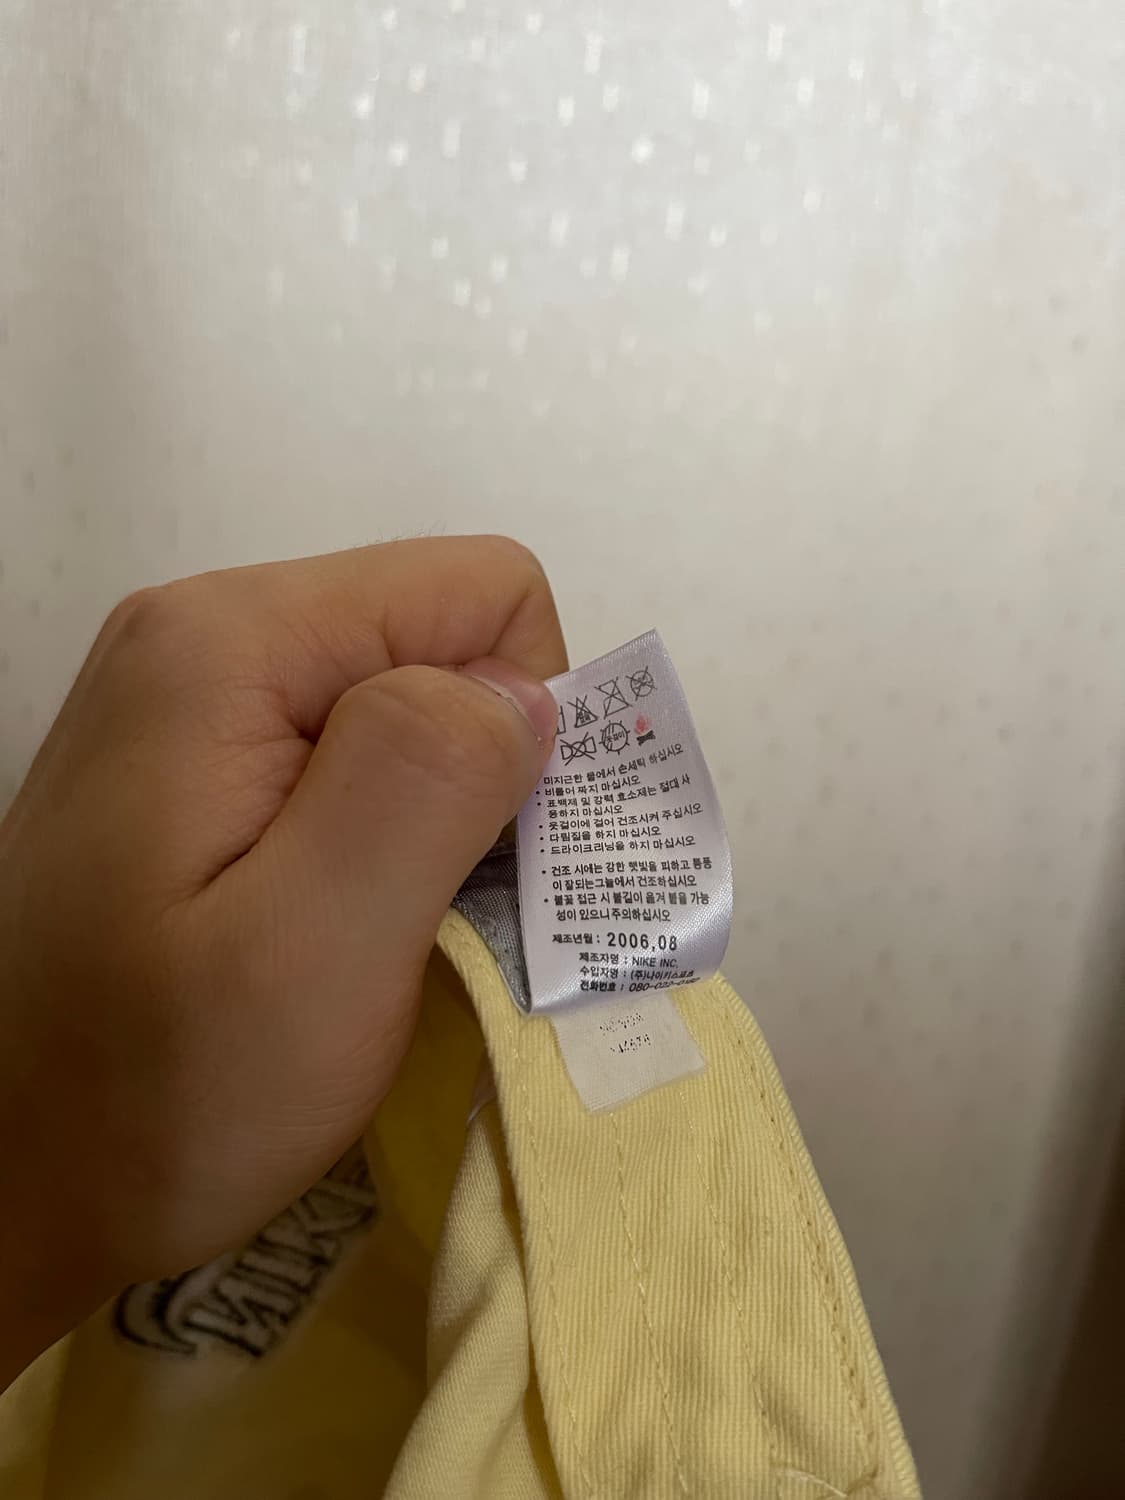 옷걸이
미지근한 물에서 손세탁 하십시오
• 비틀어 짜지 마십시오
• 표백제 및 강력 효소제는 절대 사
용하지 마십시오
• 옷걸이에 걸어 건조시켜 주십시오
• 다림질을 하지 마십시오
• 드라이크리닝을 하지 마십시오
• 건조 시에는 강한 햇빛을 피하고 통풍
이 잘되는그늘에서 건조하십시오
• 불꽃 접근 시 불길이 옮겨 붙을 가능
성이 있으니주의하십시오
제조년월 : 2006,08
제조자명 : NIKE INC.
수입자명 : (주)나이키스포츠
전화번호 : 080-022-